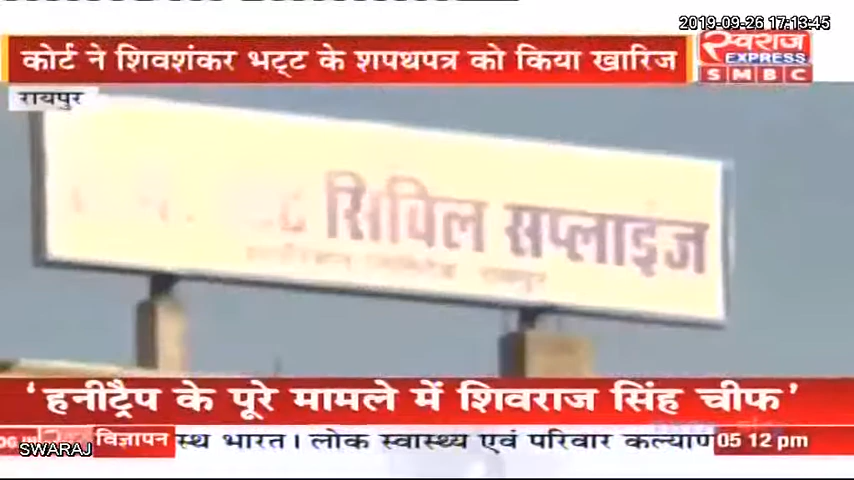 2019-09-26 17:13:45
कोर्ट ने शिवशंकर भट्ट के शपथपत्र को किया खारिज
स्वराज
EXPRESS
SMBC
रायपुर
सिविल सप्लाइज
रायपुर
‘हनीट्रैप के पूरे मामले में शिवराज सिंह चीफ’
विज्ञापन
स्थ भारत। लोक स्वास्थ्य एवं परिवार कल्याण
05 12 pm
SWARAJ